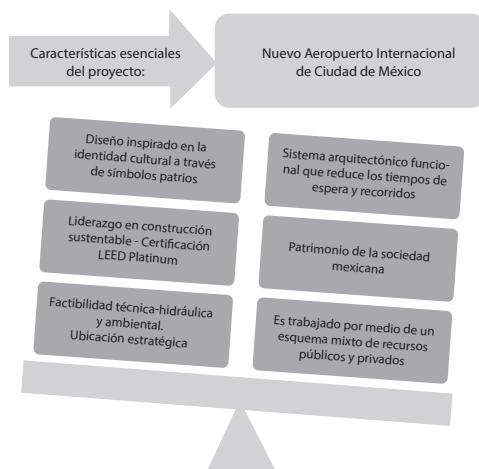 Características esenciales
del proyecto:
Nuevo Aeropuerto Internacional
de Ciudad de México
Diseño inspirado en la
identidad cultural a través
de símbolos patrios
Sistema arquitectónico funcio-
nal que reduce los tiempos de
espera y recorridos
Liderazgo en construcción
sustentable - Certificación
LEED Platinum
Patrimonio de la sociedad
mexicana
Factibilidad técnica-hidráulica
y ambiental.
Ubicación estratégica
Es trabajado por medio de un
esquema mixto de recursos
públicos y privados